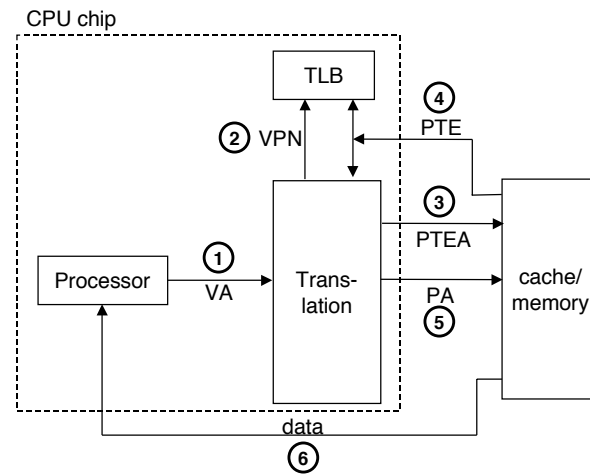 CPU chip
TLB
4
PTE
2 VPN
3
PTEA
1
VA
Processor
Trans-
lation
PA
5
cache/
memory
data
6